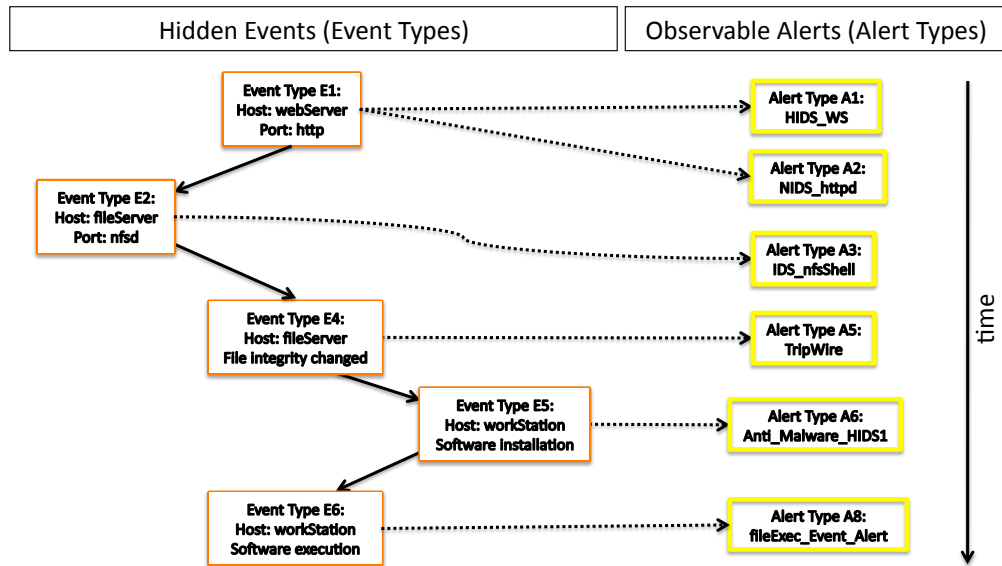 Hidden Events (Event Types)
Observable Alerts (Alert Types)
Event Type E1:
Host: webServer
Port: http
Alert Type A1:
HIDS_WS
Alert Type A2:
NIDS_httpd
Event Type E2:
Host: fileServer
Port: nfsd
Alert Type A3:
IDS_nfsShell
Event Type E4:
Host: fileServer
File integrity changed
Alert Type A5:
TripWire
time
Event Type E5:
Host: workStation
Software installation
Alert Type A6:
Anti_Malware_HIDS1
Event Type E6:
Host: workStation
Software execution
Alert Type A8:
fileExec_Event_Alert